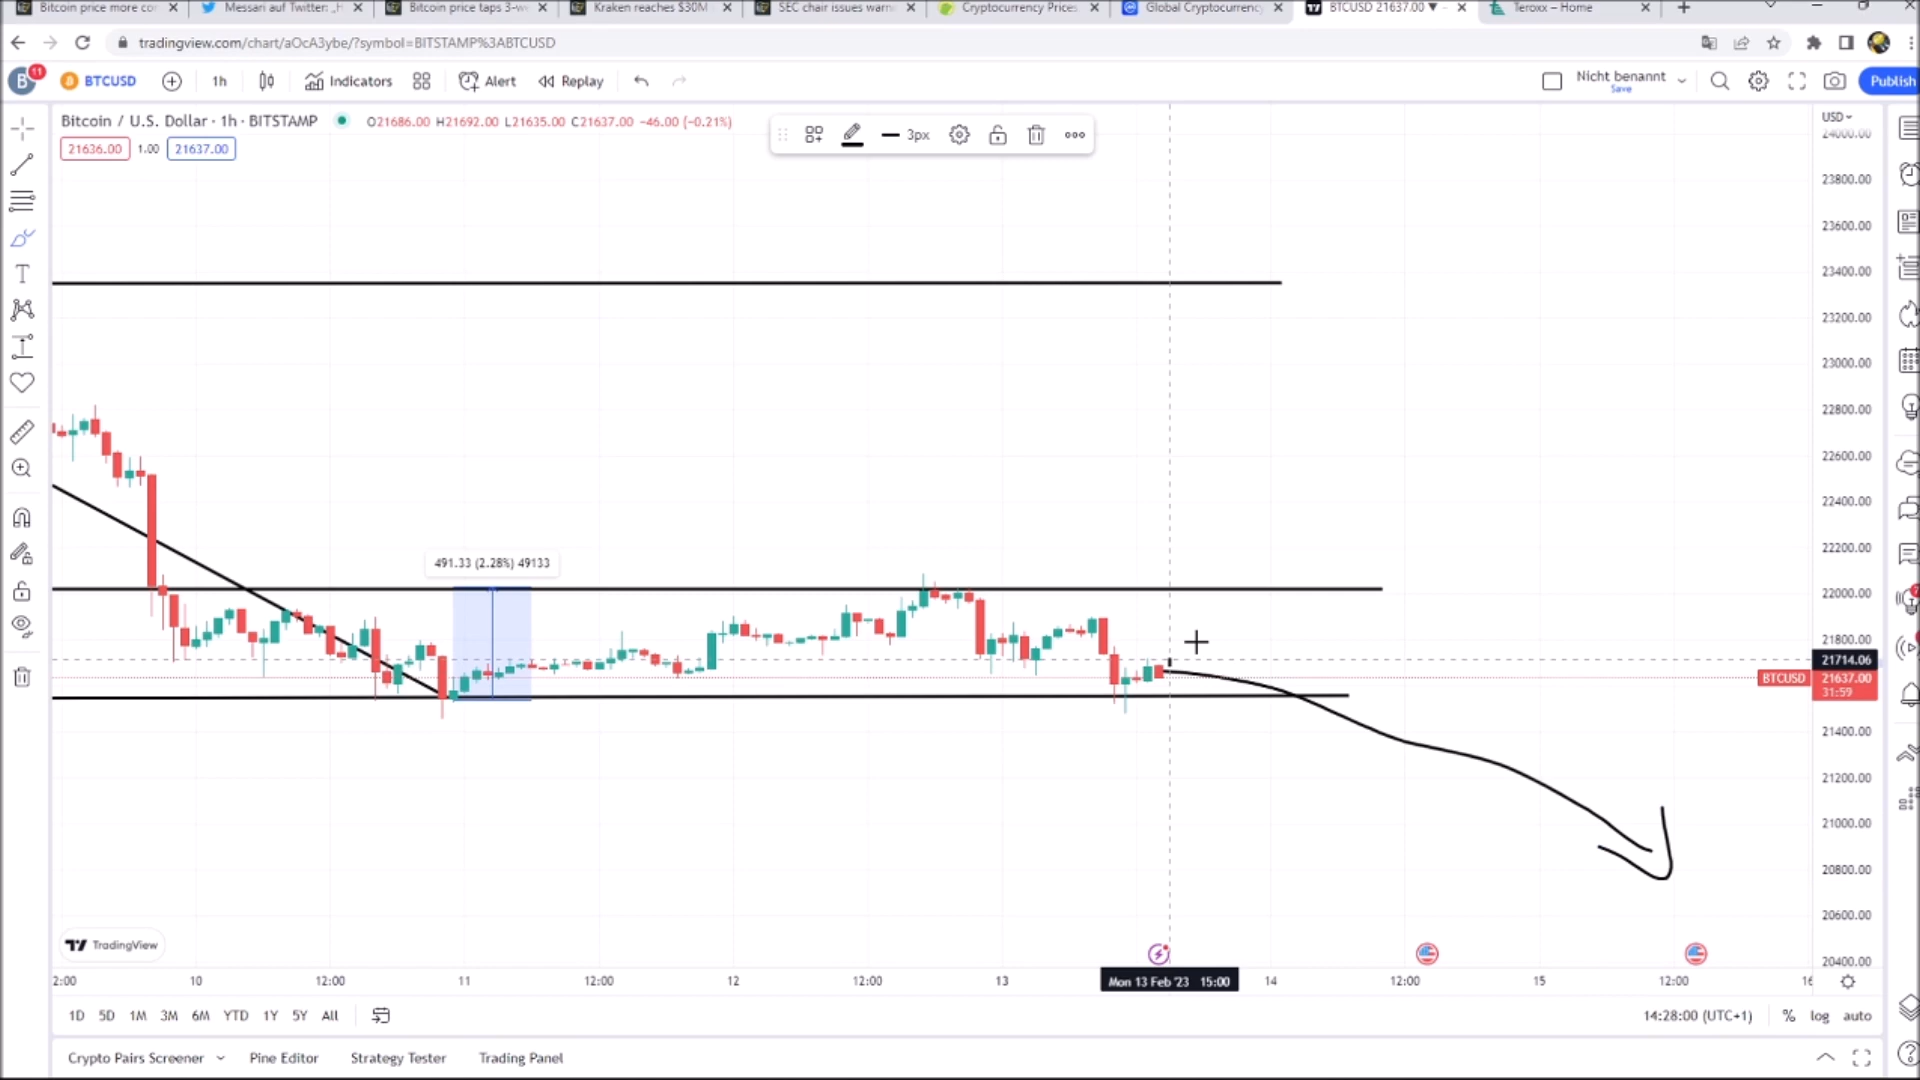 Bitcoin price more cor
Messari auf Twitter: „H
Bitcoin price taps 3-w
Kraken reaches $30M
SEC chair issues warn
Cryptocurrency Prices
Global Cryptocurrency
BTCUSD 21637.00 ▼
Teroxx – Home
tradingview.com/chart/aOcA3ybe/?symbol=BITSTAMP%3ABTCUSD
B 11 BTCUSD 1h Indicators Alert Replay Nicht benannt Save Publish
Bitcoin / U.S. Dollar · 1h · BITSTAMP O21686.00 H21692.00 L21635.00 C21637.00 −46.00 (−0.21%)
21636.00 1.00 21637.00
3px
USD
24000.00
23800.00
23600.00
23400.00
23200.00
23000.00
22800.00
22600.00
22400.00
22200.00
491.33 (2.28%) 49133
22000.00
21800.00
21714.06
BTCUSD 21637.00
31:59
21400.00
21200.00
21000.00
20800.00
20600.00
20400.00
TradingView
2:00 10 12:00 11 12:00 12 12:00 13 Mon 13 Feb '23 15:00 14 12:00 15 12:00 16
1D 5D 1M 3M 6M YTD 1Y 5Y All 14:28:00 (UTC+1) % log auto
Crypto Pairs Screener Pine Editor Strategy Tester Trading Panel